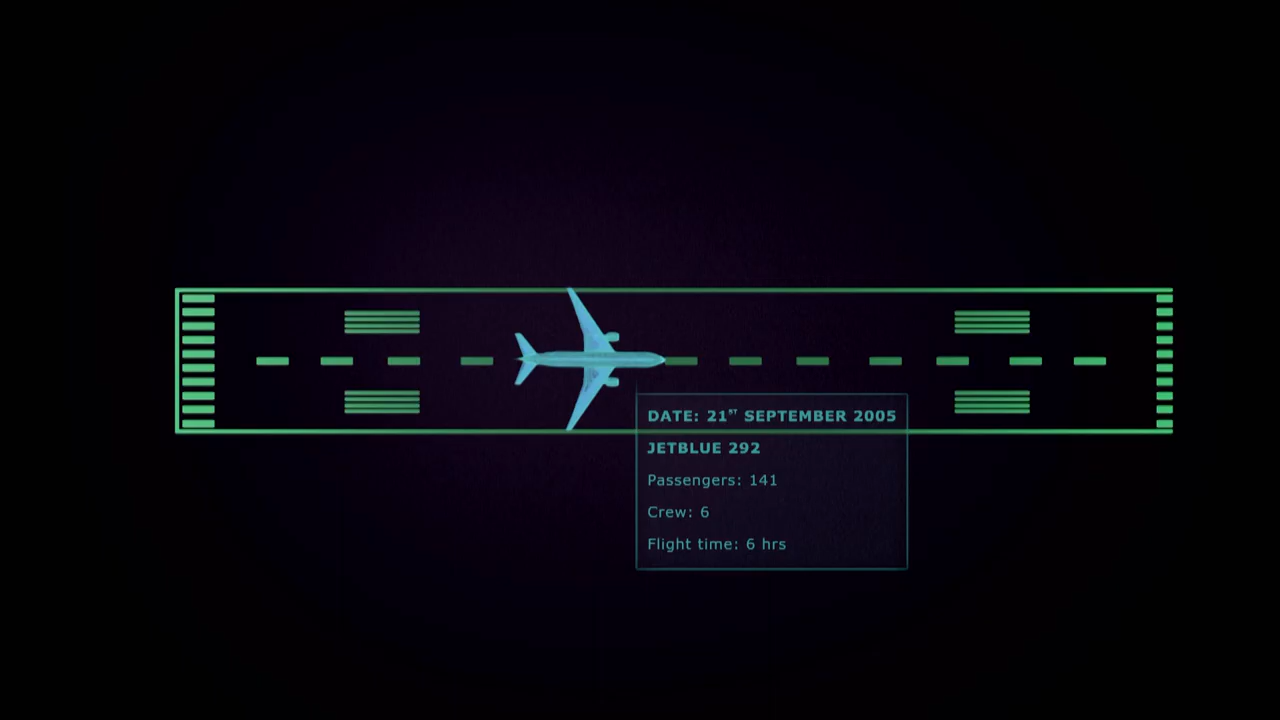 DATE: 21ST SEPTEMBER 2005
JETBLUE 292
Passengers: 141
Crew: 6
Flight time: 6 hrs